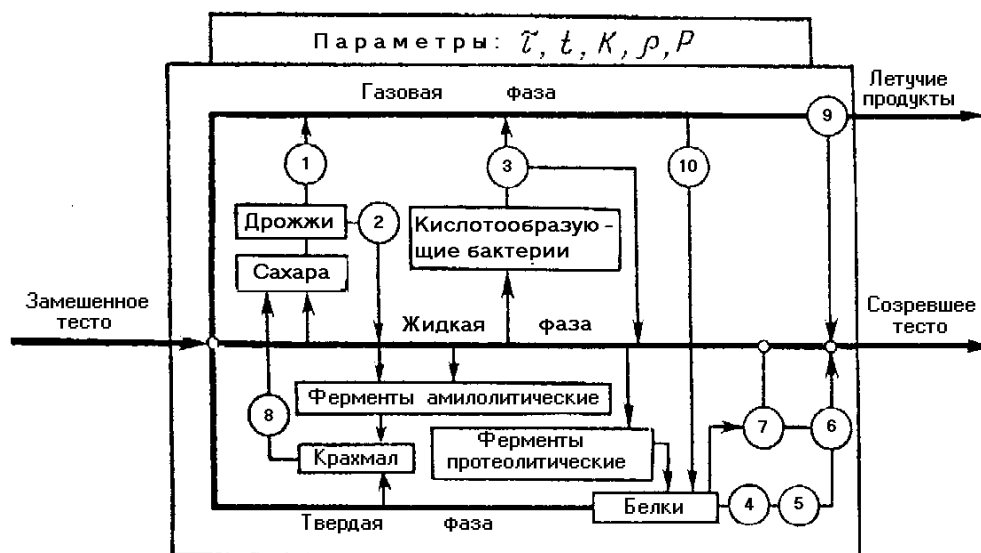 Параметры: τ, t, K, ρ, P
Летучие
продукты
Газовая фаза
9
1
3
10
Дрожжи
2
Кислотообразую -
щие бактерии
Сахара
Замешенное
тесто
Жидкая фаза
Созревшее
тесто
Ферменты амилолитические
8
7
6
Ферменты
протеолитические
Крахмал
Белки
4
5
Твердая фаза